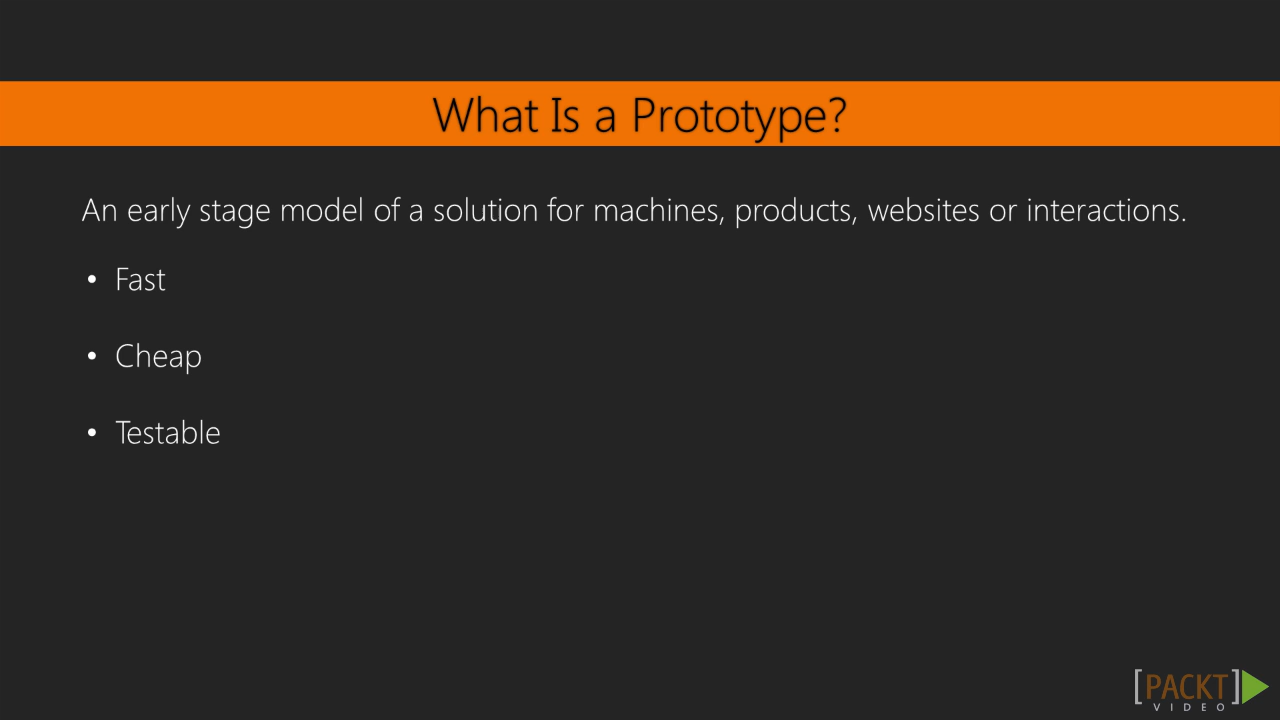 What Is a Prototype?
An early stage model of a solution for machines, products, websites or interactions.
• Fast
• Cheap
• Testable
[PACKT]
VIDEO